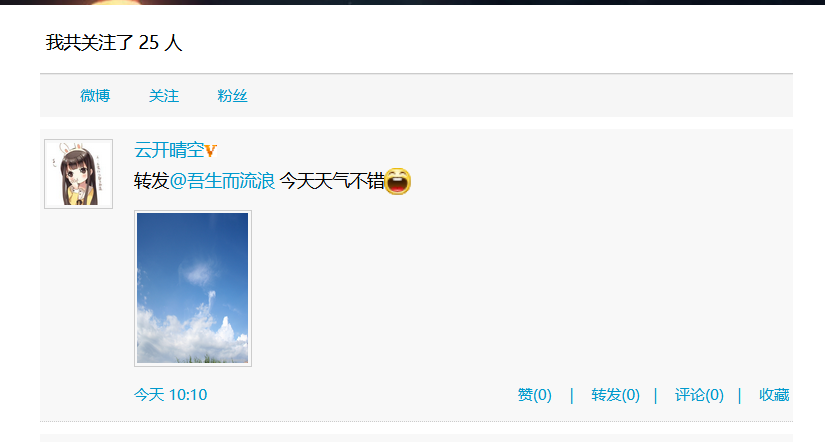 我共关注了 25 人
微博 关注 粉丝
云开晴空V
转发@吾生而流浪 今天天气不错
今天 10:10 赞(0) | 转发(0) | 评论(0) | 收藏